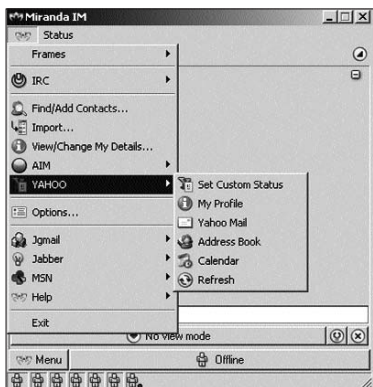 Miranda IM
Status
Frames
IRC
Find/Add Contacts...
Import...
View/Change My Details...
AIM
YAHOO
Set Custom Status
My Profile
Yahoo Mail
Address Book
Calendar
Refresh
Options...
Jgmail
Jabber
MSN
Help
Exit
No view mode
Menu
Offline